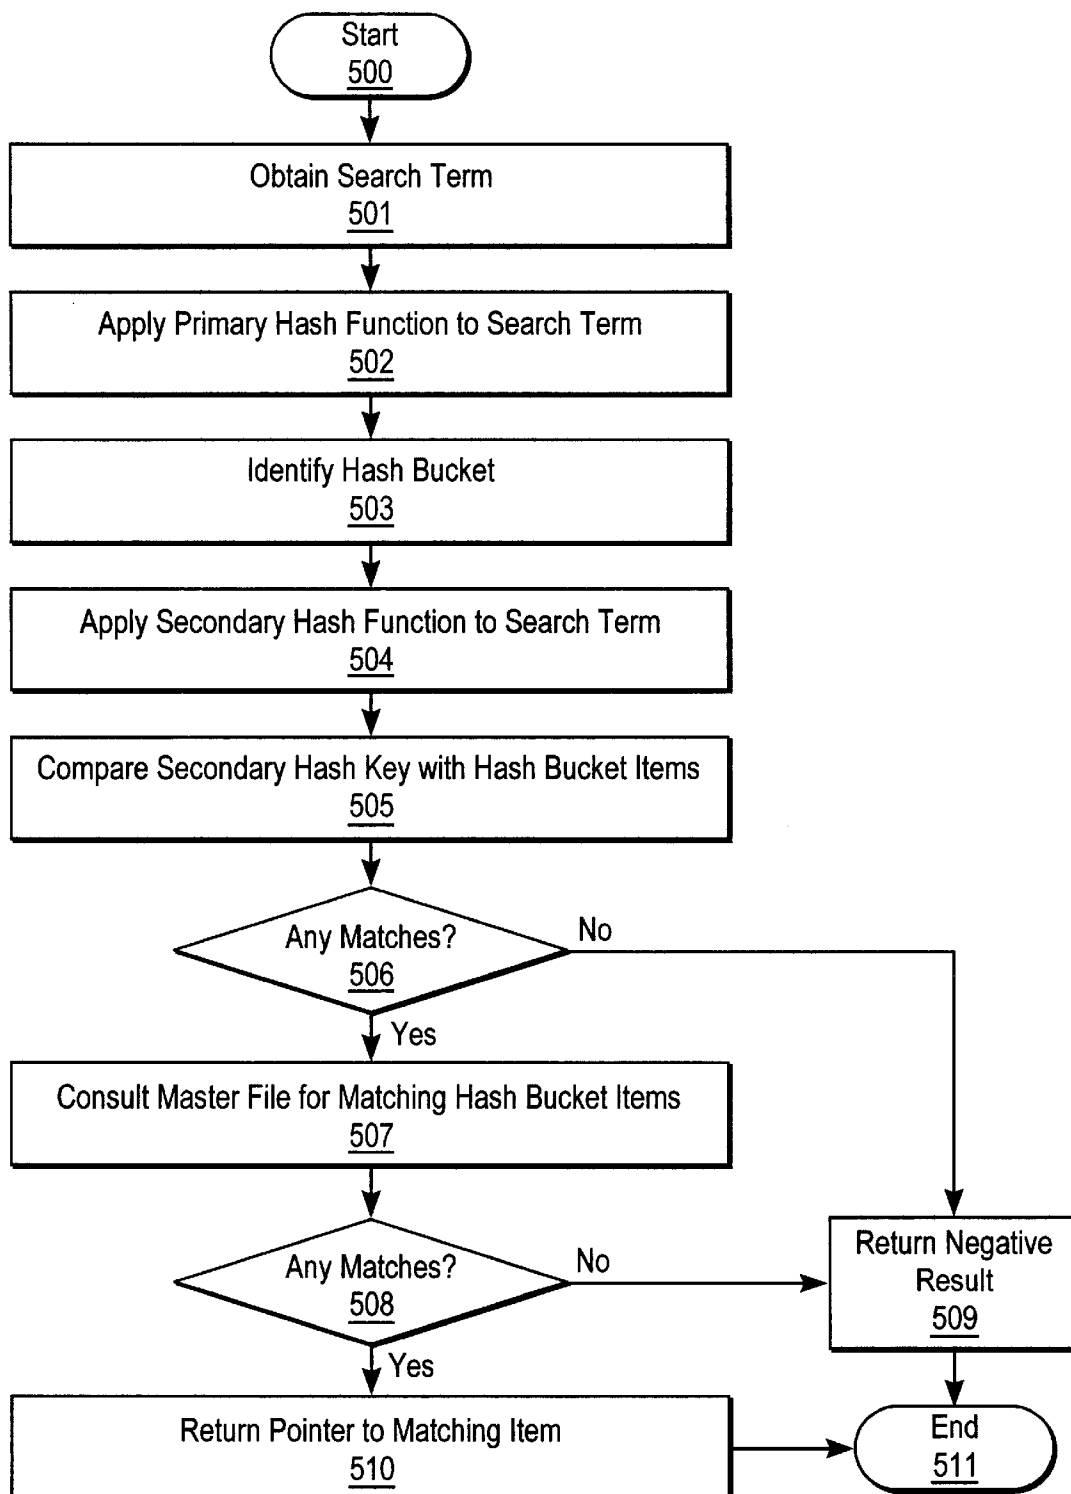 Start
500
Obtain Search Term
501
Apply Primary Hash Function to Search Term
502
Identify Hash Bucket
503
Apply Secondary Hash Function to Search Term
504
Compare Secondary Hash Key with Hash Bucket Items
505
Any Matches?
506
No
Yes
Consult Master File for Matching Hash Bucket Items
507
Any Matches?
508
No
Yes
Return Negative
Result
509
Return Pointer to Matching Item
510
End
511